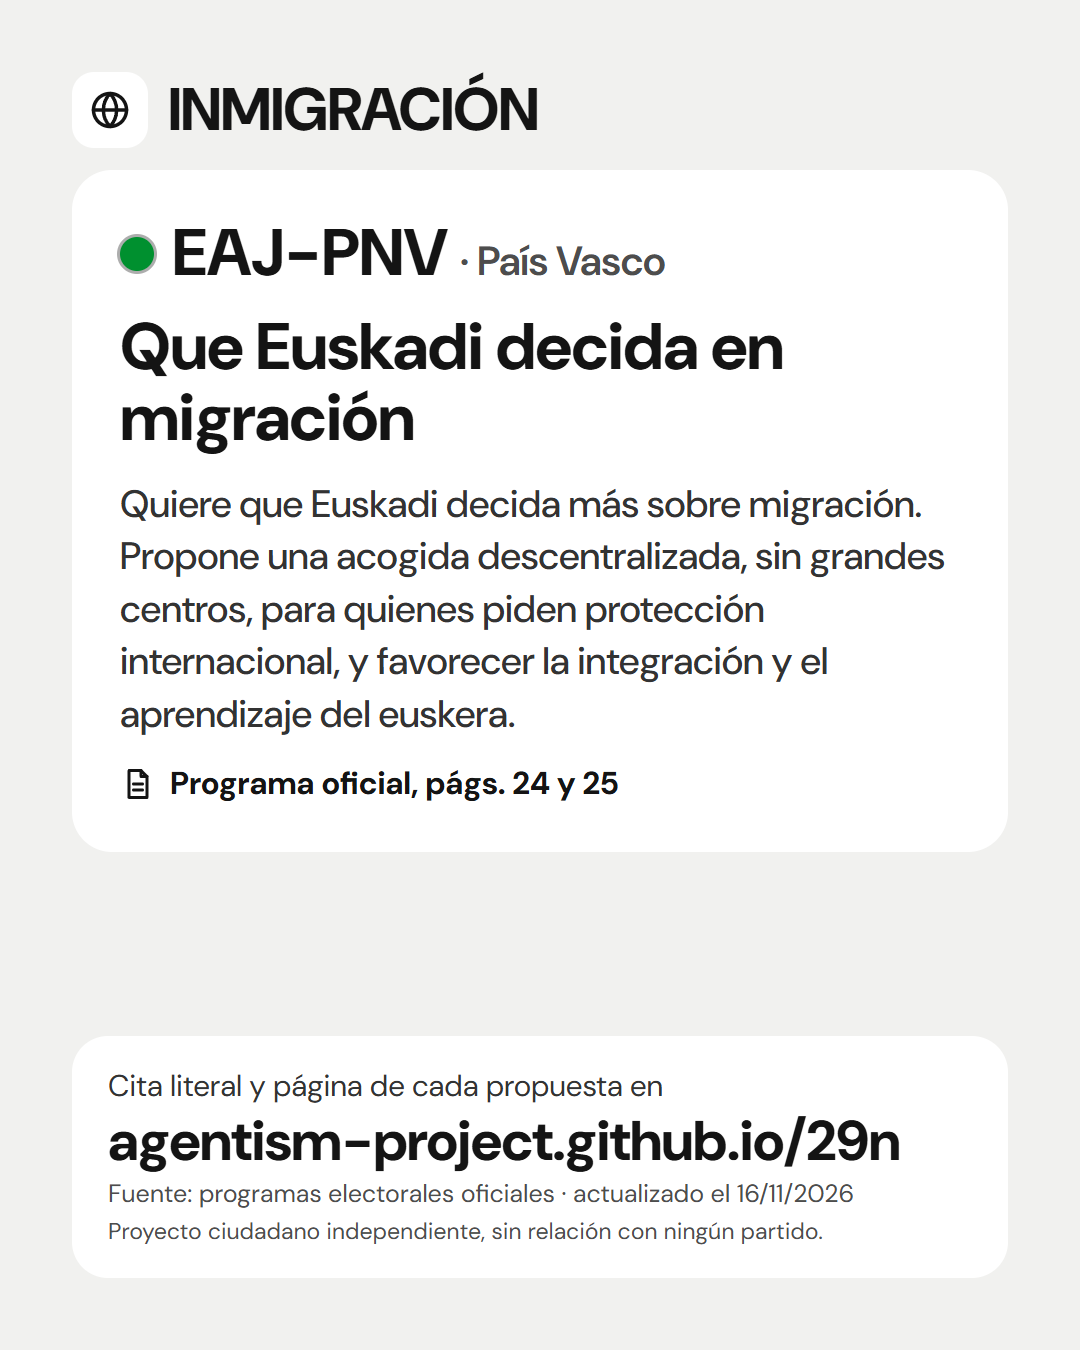 INMIGRACIÓN
EAJ-PNV · País Vasco
Que Euskadi decida en
migración
Quiere que Euskadi decida más sobre migración.
Propone una acogida descentralizada, sin grandes
centros, para quienes piden protección
internacional, y favorecer la integración y el
aprendizaje del euskera.
Programa oficial, págs. 24 y 25
Cita literal y página de cada propuesta en
agentism-project.github.io/29n
Fuente: programas electorales oficiales · actualizado el 16/11/2026
Proyecto ciudadano independiente, sin relación con ningún partido.